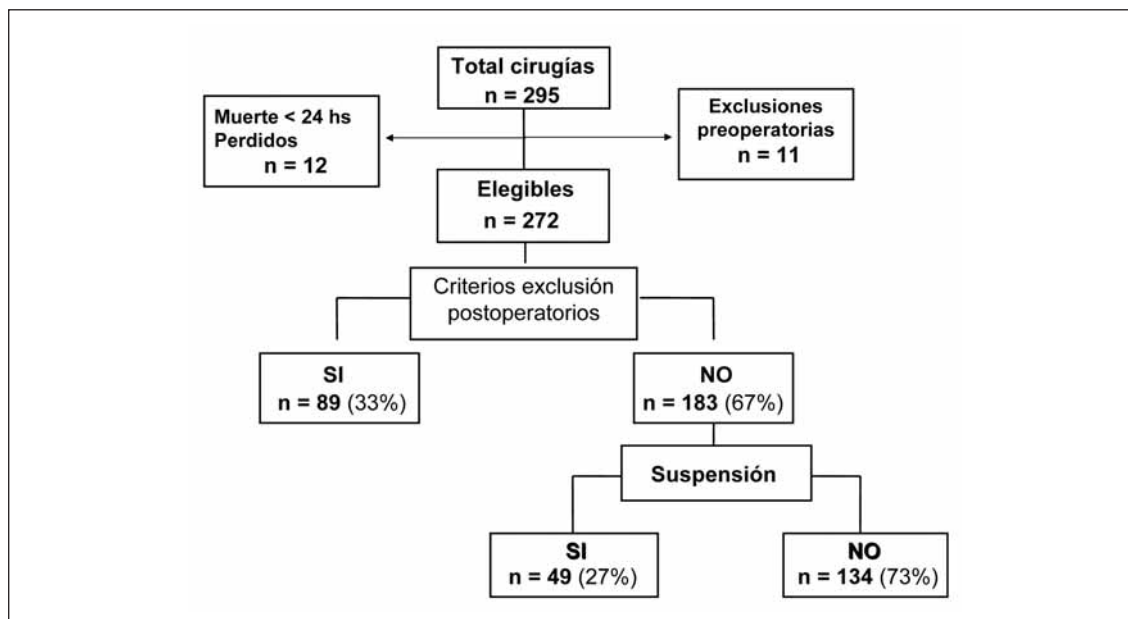 Total cirugías
n = 295
Muerte < 24 hs
Perdidos
n = 12
Exclusiones
preoperatorias
n = 11
Elegibles
n = 272
Criterios exclusión
postoperatorios
SI
n = 89 (33%)
NO
n = 183 (67%)
Suspensión
SI
n = 49 (27%)
NO
n = 134 (73%)